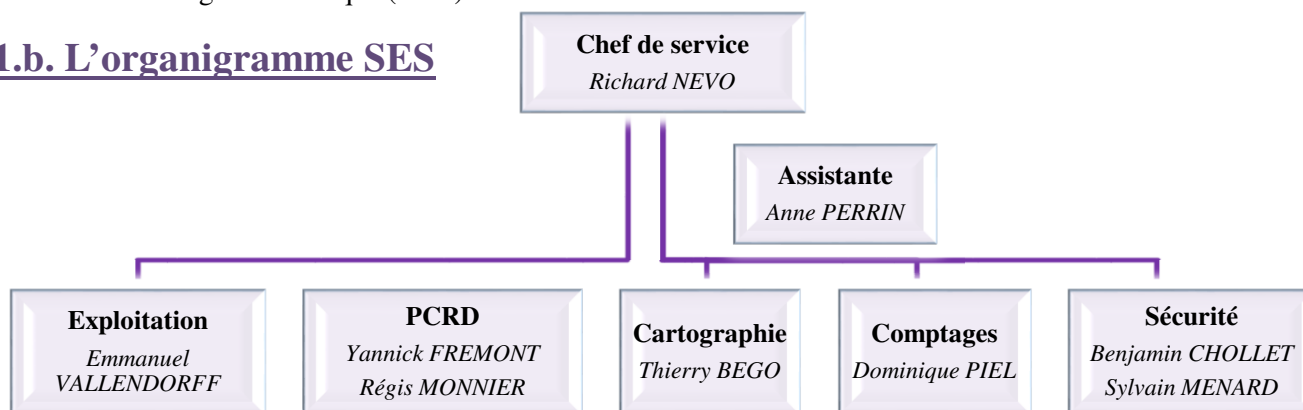 1.b. L'organigramme SES
Chef de service
Richard NEVO
Assistante
Anne PERRIN
Exploitation
Emmanuel
VALLENDORFF
PCRD
Yannick FREMONT
Régis MONNIER
Cartographie
Thierry BEGO
Comptages
Dominique PIEL
Sécurité
Benjamin CHOLLET
Sylvain MENARD